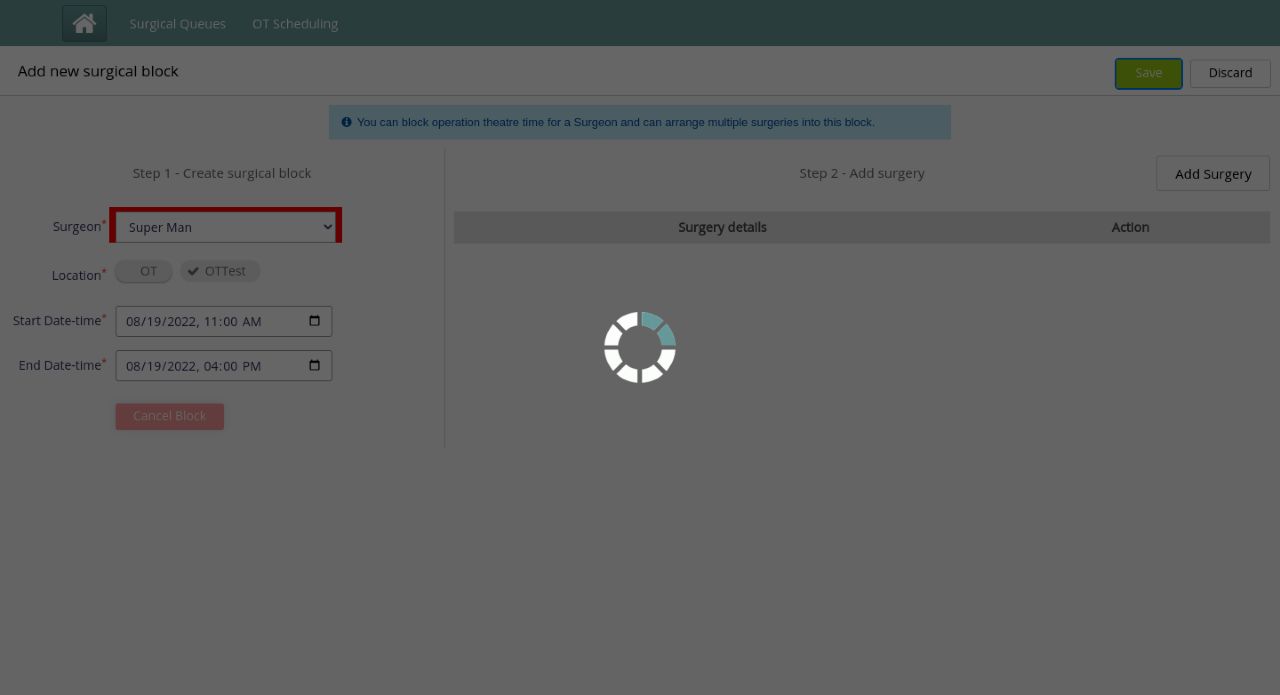 Surgical Queues OT Scheduling
Add new surgical block
Save Discard
You can block operation theatre time for a Surgeon and can arrange multiple surgeries into this block.
Step 1 - Create surgical block
Step 2 - Add surgery
Add Surgery
Surgeon* Super Man
Surgery details Action
Location* OT OTTest
Start Date-time* 08/19/2022, 11:00 AM
End Date-time* 08/19/2022, 04:00 PM
Cancel Block